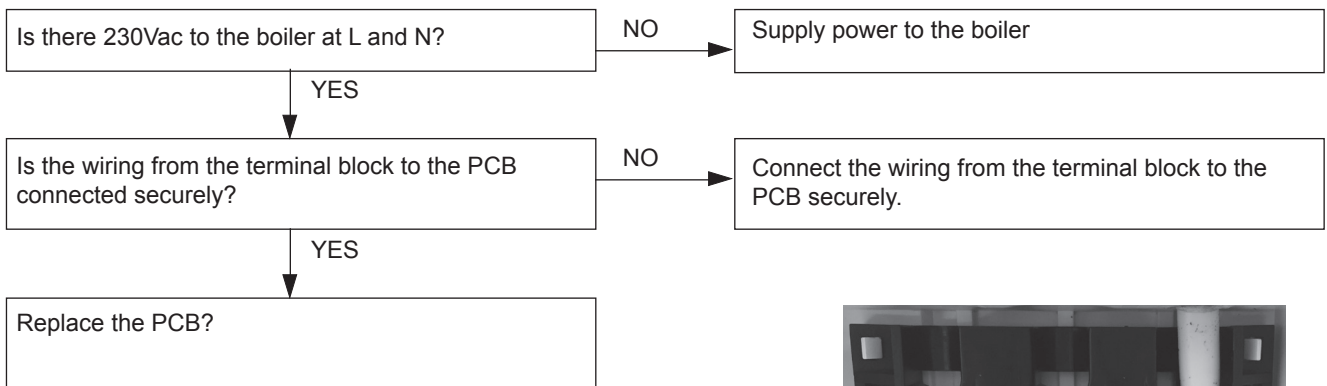 Is there 230Vac to the boiler at L and N?
NO
Supply power to the boiler
YES
Is the wiring from the terminal block to the PCB
connected securely?
NO
Connect the wiring from the terminal block to the
PCB securely.
YES
Replace the PCB?